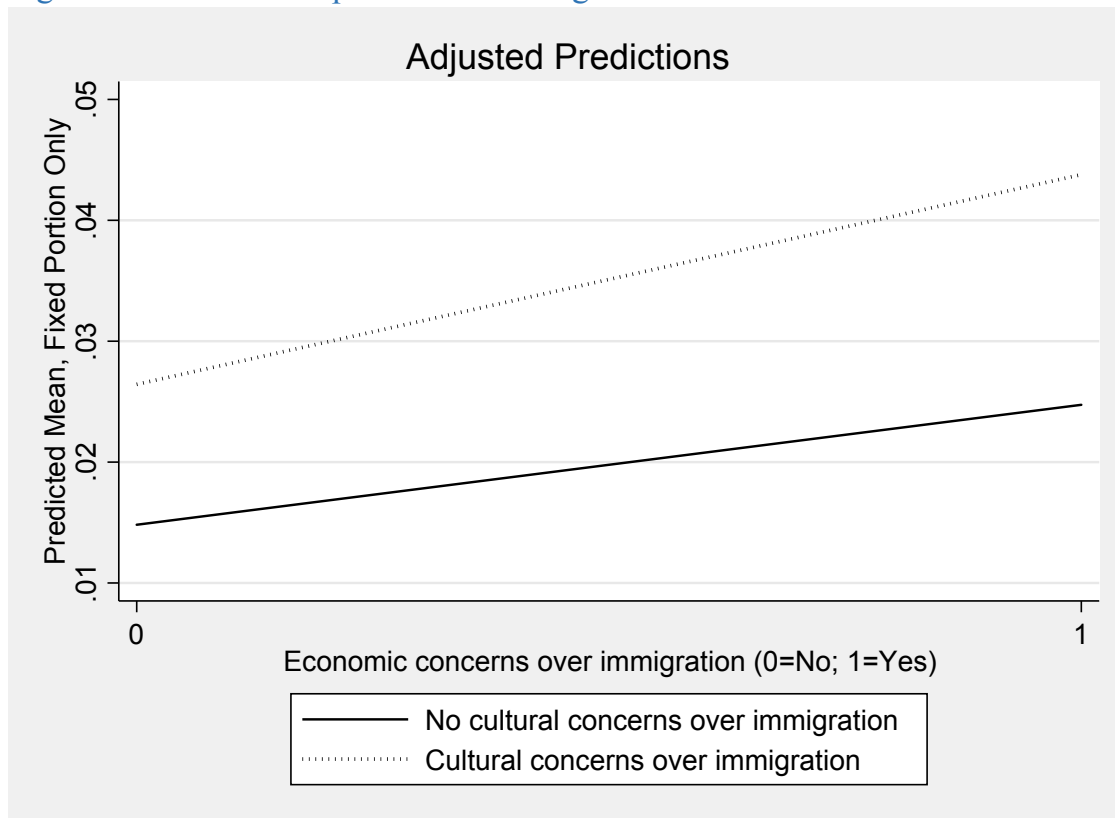 Adjusted Predictions
Predicted Mean, Fixed Portion Only
.05
.04
.03
.02
.01
0
1
Economic concerns over immigration (0=No; 1=Yes)
No cultural concerns over immigration
Cultural concerns over immigration